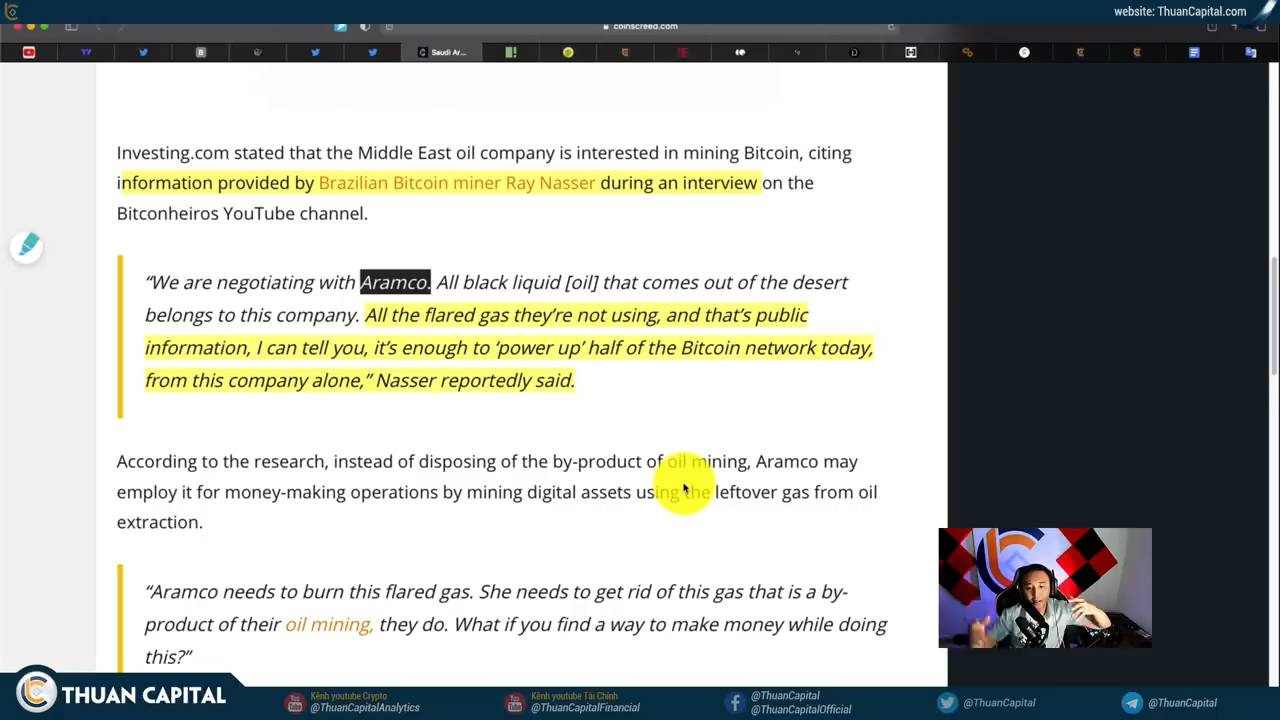 website: ThuanCapital.com
coinscreed.com
Saudi Ar...
Investing.com stated that the Middle East oil company is interested in mining Bitcoin, citing
information provided by Brazilian Bitcoin miner Ray Nasser during an interview on the
Bitconheiros YouTube channel.
“We are negotiating with Aramco. All black liquid [oil] that comes out of the desert
belongs to this company. All the flared gas they’re not using, and that’s public
information, I can tell you, it’s enough to ‘power up’ half of the Bitcoin network today,
from this company alone,” Nasser reportedly said.
According to the research, instead of disposing of the by-product of oil mining, Aramco may
employ it for money-making operations by mining digital assets using the leftover gas from oil
extraction.
“Aramco needs to burn this flared gas. She needs to get rid of this gas that is a by-
product of their oil mining, they do. What if you find a way to make money while doing
this?”
THUAN CAPITAL
Kênh youtube Crypto
@ThuanCapitalAnalytics
Kênh youtube Tài Chính
@ThuanCapitalFinancial
@ThuanCapital
@ThuanCapitalOfficial
@ThuanCapital
@ThuanCapital